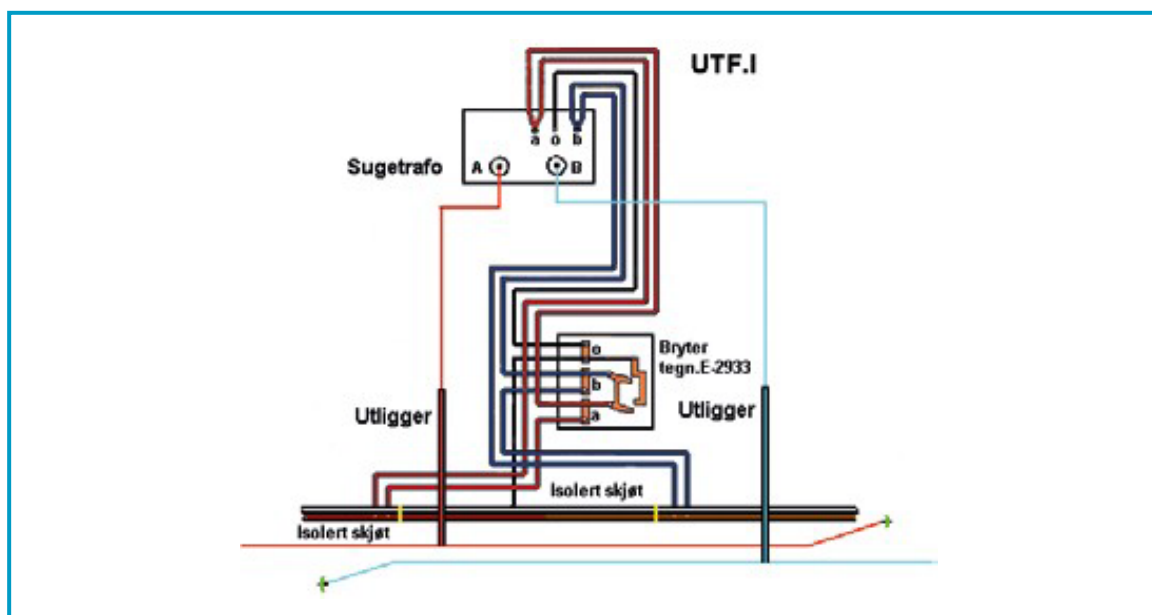 UTF.I
a o b
Sugetrafo A B
o
Bryter
tegn.E-2933
b
a
Utligger
Utligger
Isolert skjøt
Isolert skjøt